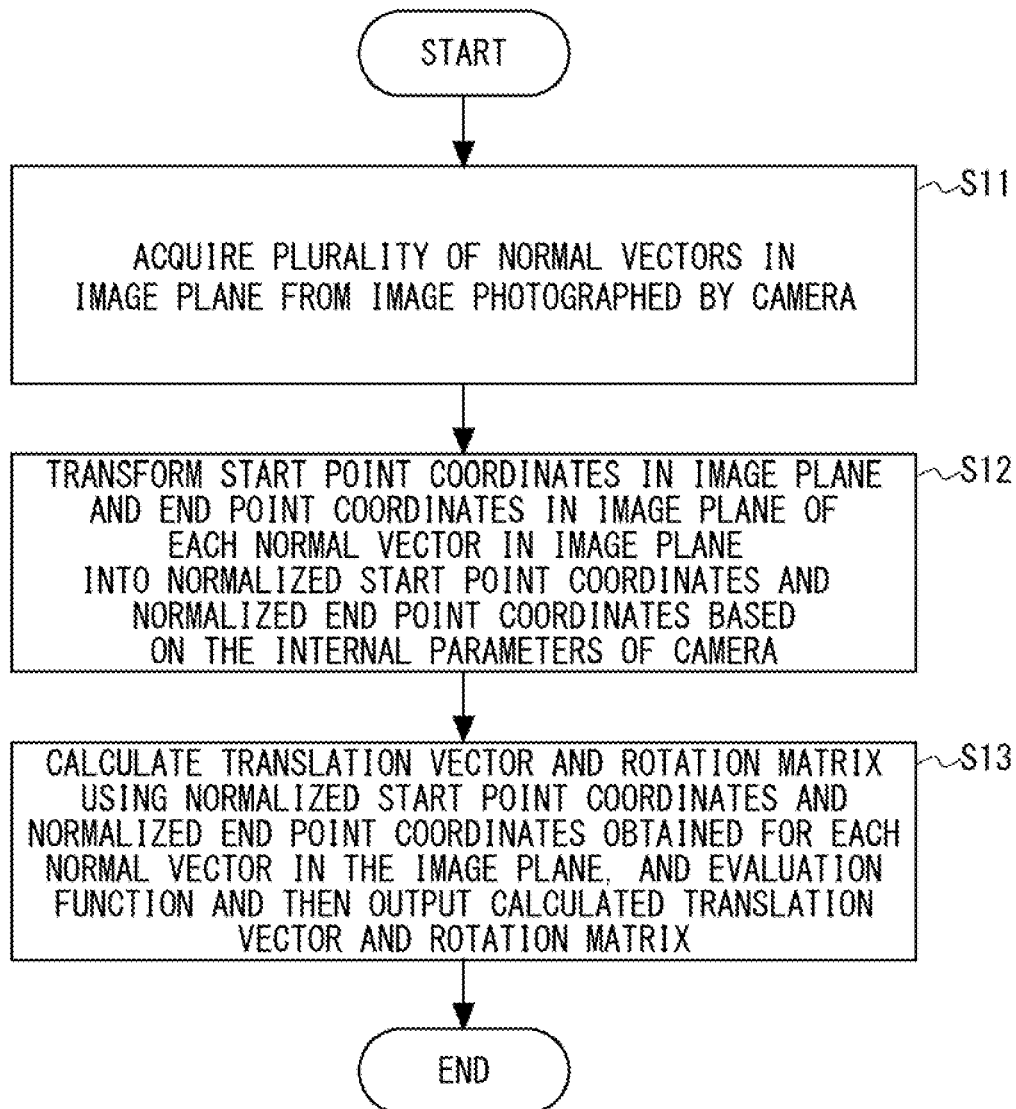 START
S11
ACQUIRE PLURALITY OF NORMAL VECTORS IN
IMAGE PLANE FROM IMAGE PHOTOGRAPHED BY CAMERA
S12
TRANSFORM START POINT COORDINATES IN IMAGE PLANE
AND END POINT COORDINATES IN IMAGE PLANE OF
EACH NORMAL VECTOR IN IMAGE PLANE
INTO NORMALIZED START POINT COORDINATES AND
NORMALIZED END POINT COORDINATES BASED
ON THE INTERNAL PARAMETERS OF CAMERA
S13
CALCULATE TRANSLATION VECTOR AND ROTATION MATRIX
USING NORMALIZED START POINT COORDINATES AND
NORMALIZED END POINT COORDINATES OBTAINED FOR EACH
NORMAL VECTOR IN THE IMAGE PLANE, AND EVALUATION
FUNCTION AND THEN OUTPUT CALCULATED TRANSLATION
VECTOR AND ROTATION MATRIX
END